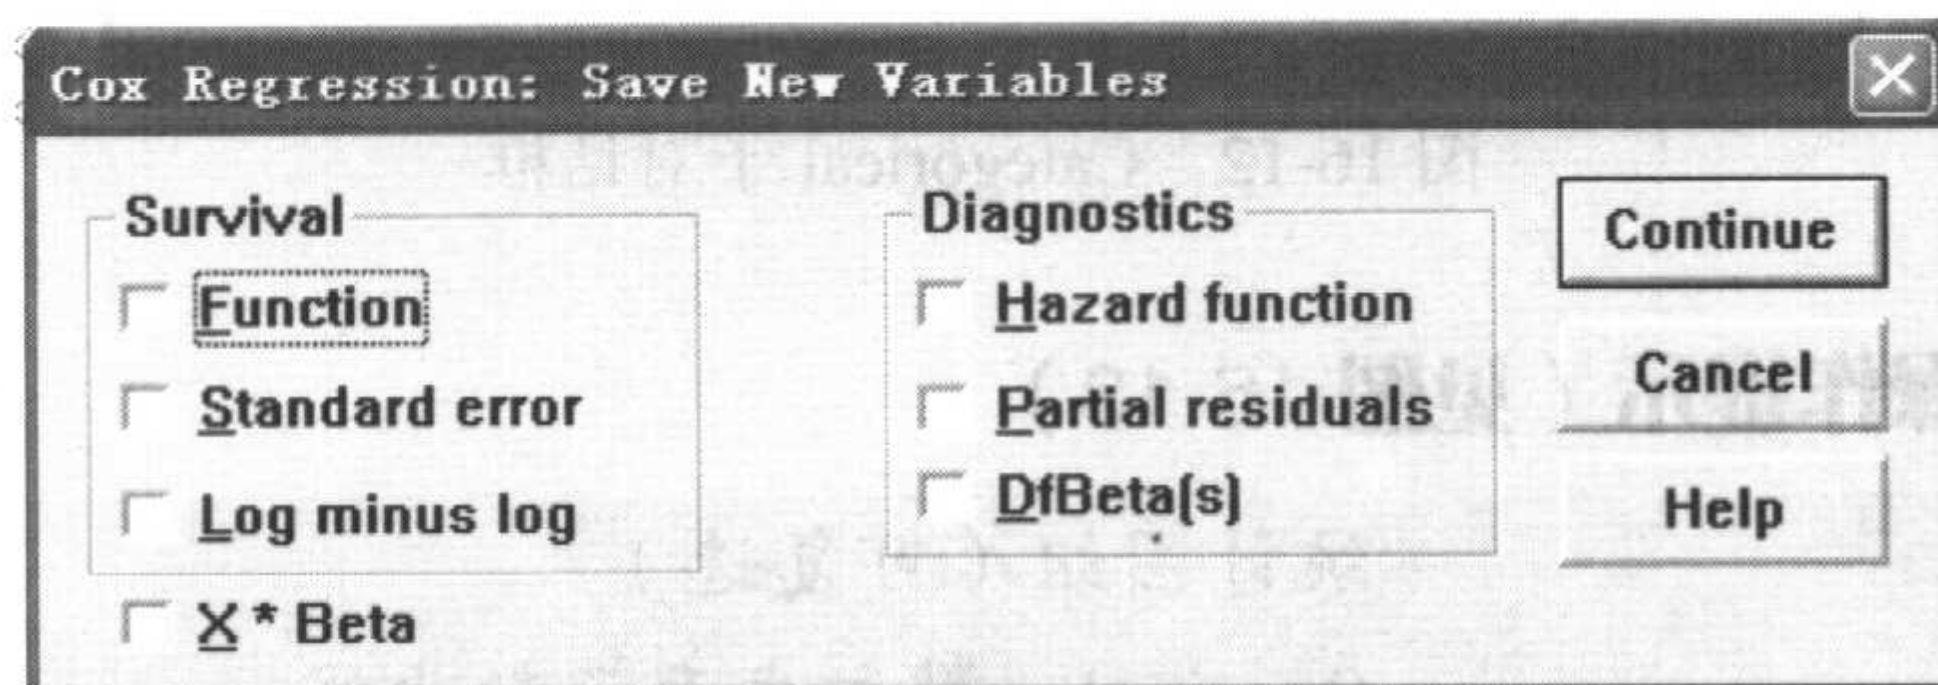 Cox Regression: Save New Variables
Survival
Function
Standard error
Log minus log
X * Beta
Diagnostics
Hazard function
Partial residuals
DfBeta(s)
Continue
Cancel
Help